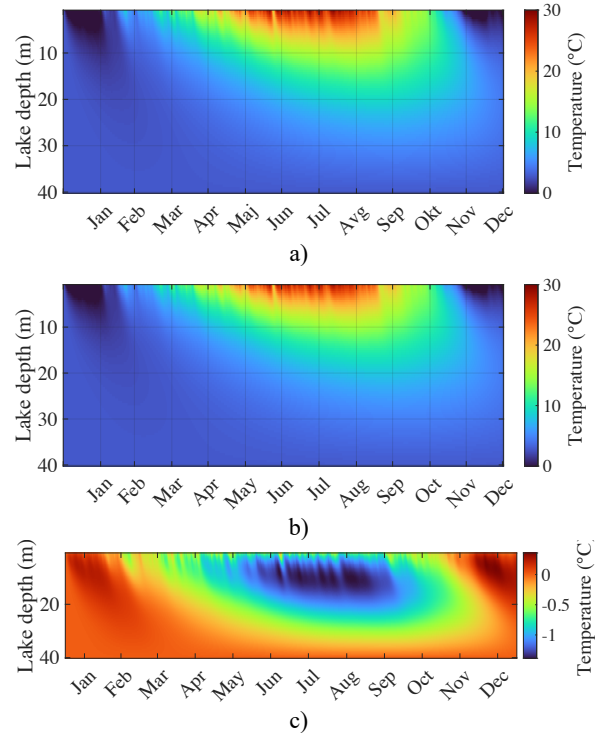 30
20
10
0
Temperature (°C)
10
20
30
40
Lake depth (m)
Jan Feb Mar Apr Maj Jun Jul Avg Sep Okt Nov Dec
a)
30
20
10
0
Temperature (°C)
10
20
30
40
Lake depth (m)
Jan Feb Mar Apr May Jun Jul Aug Sep Oct Nov Dec
b)
0
-0.5
-1
Temperature (°C)
20
40
Lake depth (m)
Jan Feb Mar Apr May Jun Jul Aug Sep Oct Nov Dec
c)